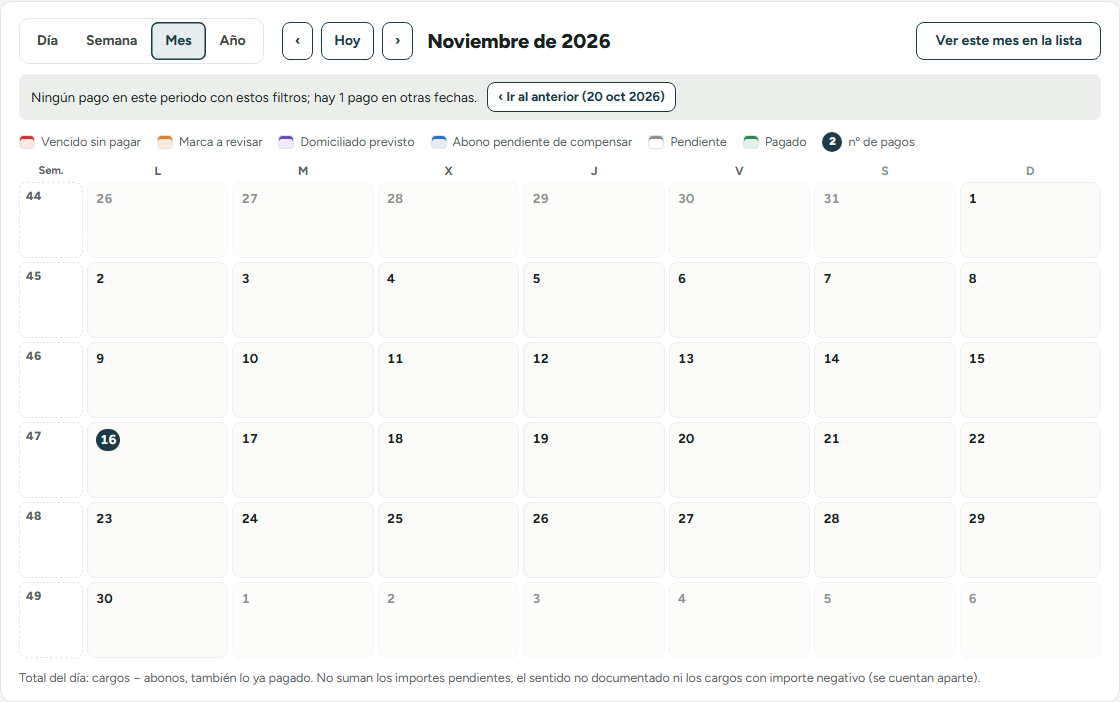 Día Semana Mes Año ‹ Hoy › Noviembre de 2026 Ver este mes en la lista
Ningún pago en este periodo con estos filtros; hay 1 pago en otras fechas. ‹ Ir al anterior (20 oct 2026)
Vencido sin pagar Marca a revisar Domiciliado previsto Abono pendiente de compensar Pendiente Pagado 2 nº de pagos
Sem. L M X J V S D
44 26 27 28 29 30 31 1
45 2 3 4 5 6 7 8
46 9 10 11 12 13 14 15
47 16 17 18 19 20 21 22
48 23 24 25 26 27 28 29
49 30 1 2 3 4 5 6
Total del día: cargos − abonos, también lo ya pagado. No suman los importes pendientes, el sentido no documentado ni los cargos con importe negativo (se cuentan aparte).